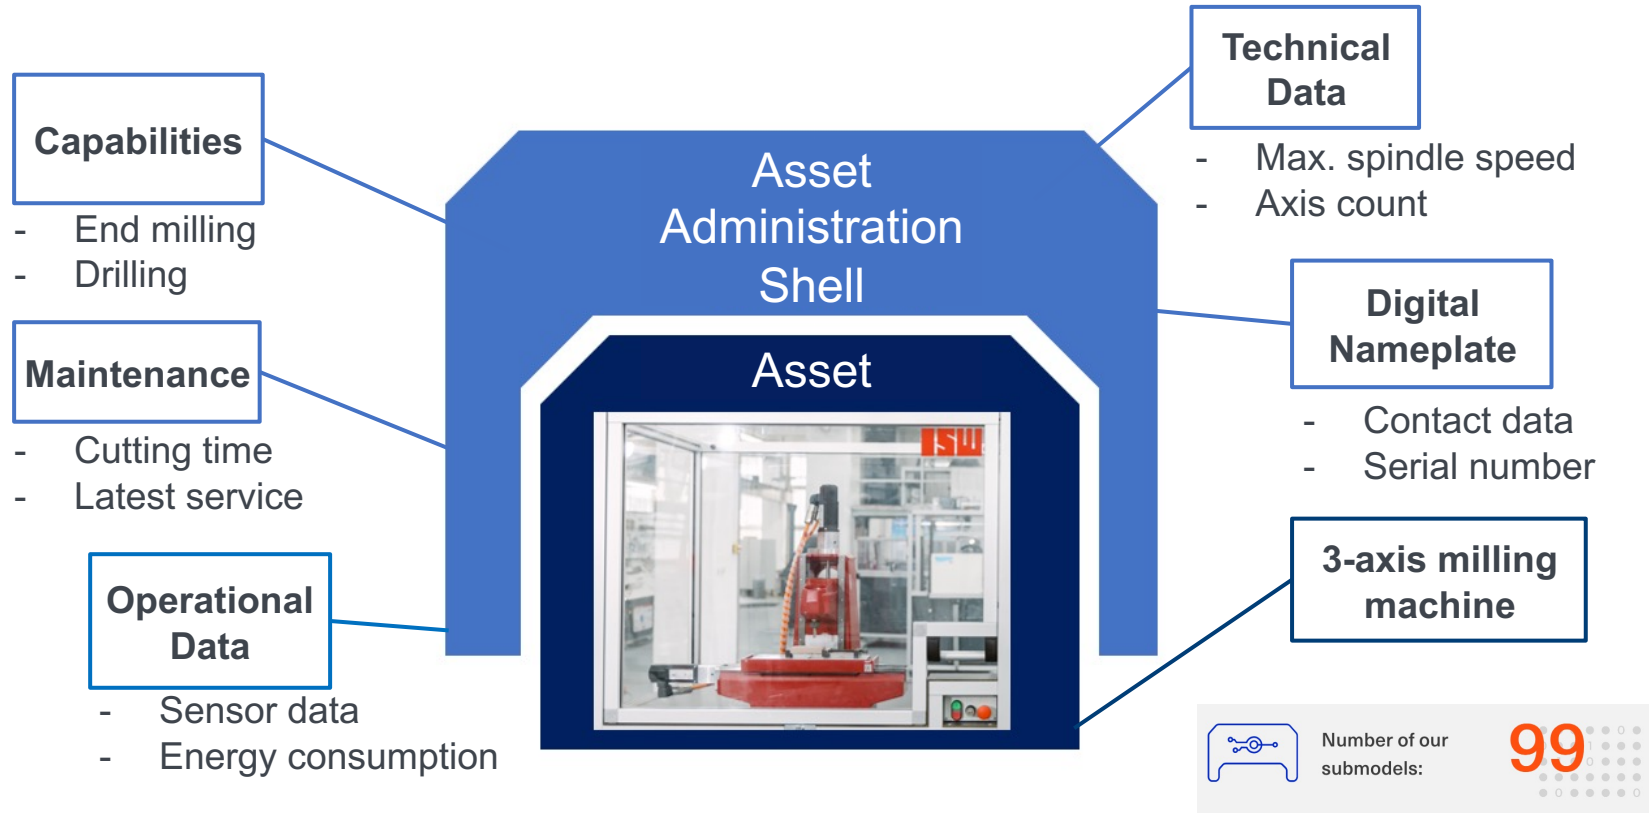 Capabilities
- End milling
- Drilling
Maintenance
- Cutting time
- Latest service
Operational
Data
- Sensor data
- Energy consumption
Asset
Administration
Shell
Asset
ISW
Technical
Data
- Max. spindle speed
- Axis count
Digital
Nameplate
- Contact data
- Serial number
3-axis milling
machine
Number of our
submodels:
99